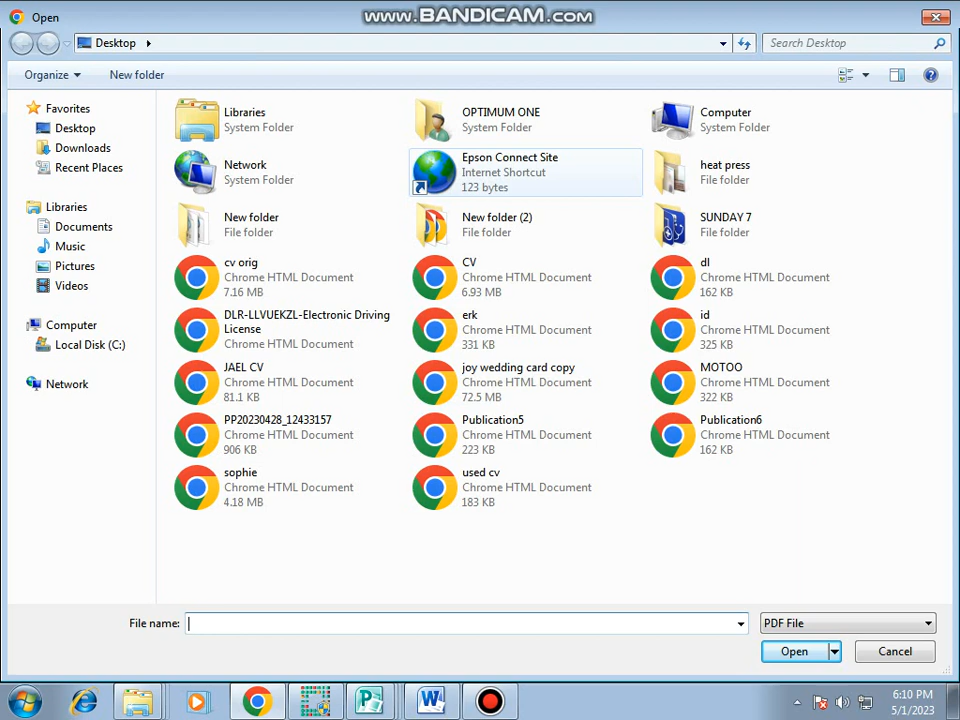 Open
www.BANDICAM.com
Desktop
Search Desktop
Organize
New folder
Favorites
Desktop
Downloads
Recent Places
Libraries
Documents
Music
Pictures
Videos
Computer
Local Disk (C:)
Network
Libraries
System Folder
OPTIMUM ONE
System Folder
Computer
System Folder
Network
System Folder
Epson Connect Site
Internet Shortcut
123 bytes
heat press
File folder
New folder
File folder
New folder (2)
File folder
SUNDAY 7
File folder
cv orig
Chrome HTML Document
7.16 MB
CV
Chrome HTML Document
6.93 MB
dl
Chrome HTML Document
162 KB
DLR-LLVUEKZL-Electronic Driving
License
Chrome HTML Document
erk
Chrome HTML Document
331 KB
id
Chrome HTML Document
325 KB
JAEL CV
Chrome HTML Document
81.1 KB
joy wedding card copy
Chrome HTML Document
72.5 MB
MOTOO
Chrome HTML Document
322 KB
PP20230428_12433157
Chrome HTML Document
906 KB
Publication5
Chrome HTML Document
223 KB
Publication6
Chrome HTML Document
162 KB
sophie
Chrome HTML Document
4.18 MB
used cv
Chrome HTML Document
183 KB
File name:
PDF File
Open
Cancel
6:10 PM
5/1/2023